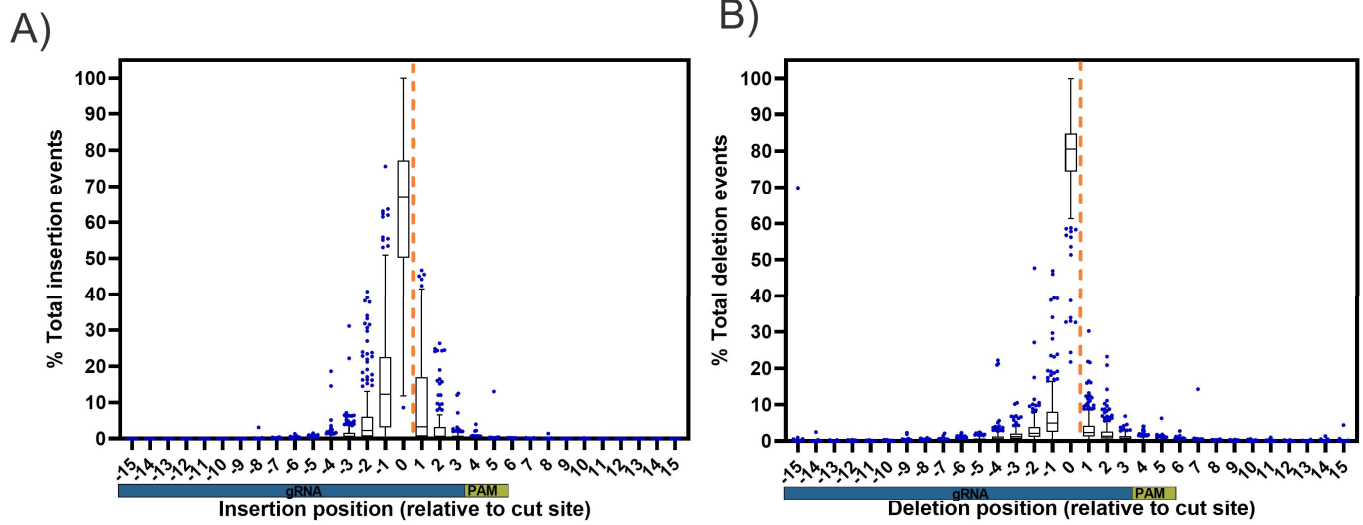 A)
% Total insertion events
100
90
80
70
60
50
40
30
20
10
0
-15 -14 -13 -12 -11 -10 -9 -8 -7 -6 -5 -4 -3 -2 -1 0 1 2 3 4 5 6 7 8 9 10 11 12 13 14 15
gRNA PAM
Insertion position (relative to cut site)
B)
% Total deletion events
100
90
80
70
60
50
40
30
20
10
0
-15 -14 -13 -12 -11 -10 -9 -8 -7 -6 -5 -4 -3 -2 -1 0 1 2 3 4 5 6 7 8 9 10 11 12 13 14 15
gRNA PAM
Deletion position (relative to cut site)